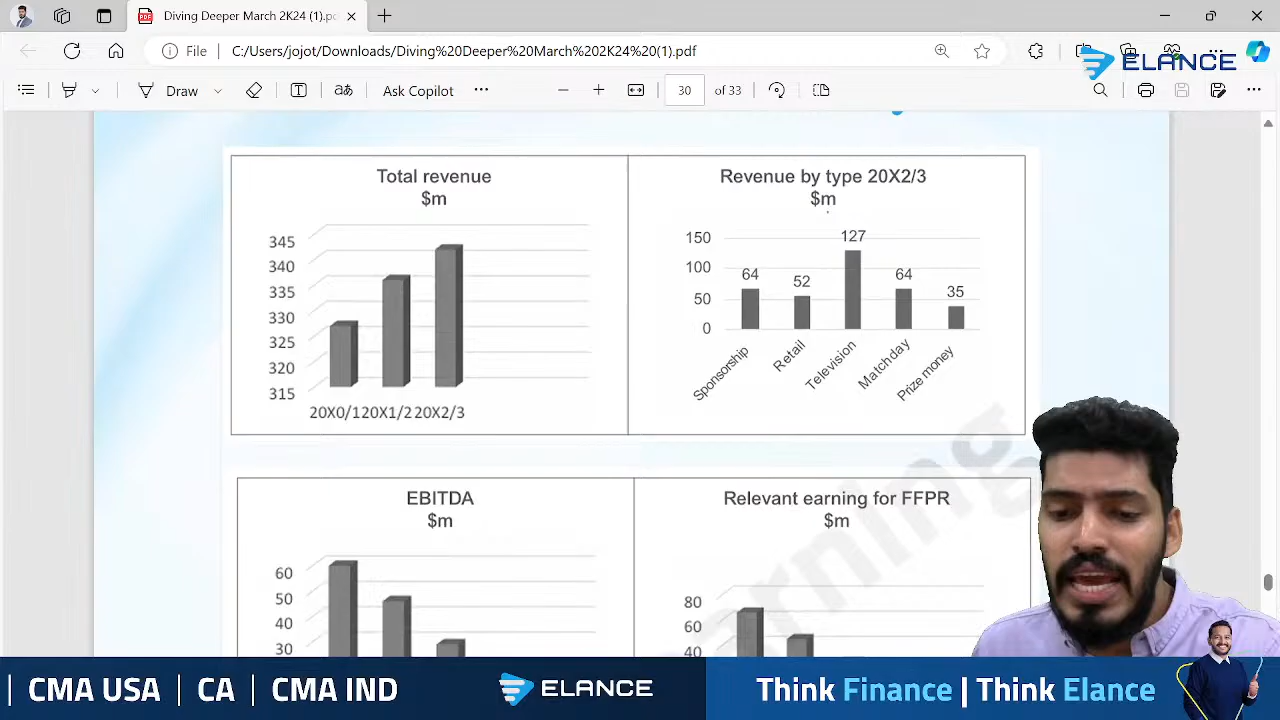 Diving Deeper March 2K24 (1).pd
File
C:/Users/jojot/Downloads/Diving%20Deeper%20March%202K24%20(1).pdf
ELANCE
Draw
Ask Copilot
30
of 33
Total revenue
$m
345
340
335
330
325
320
315
20X0/1 20X1/2 20X2/3
Revenue by type 20X2/3
$m
150
100
50
0
64
52
127
64
35
Sponsorship
Retail
Television
Matchday
Prize money
EBITDA
$m
60
50
40
30
Relevant earning for FFPR
$m
80
60
40
arning
| CMA USA | CA | CMA IND
ELANCE
Think Finance | Think Elance